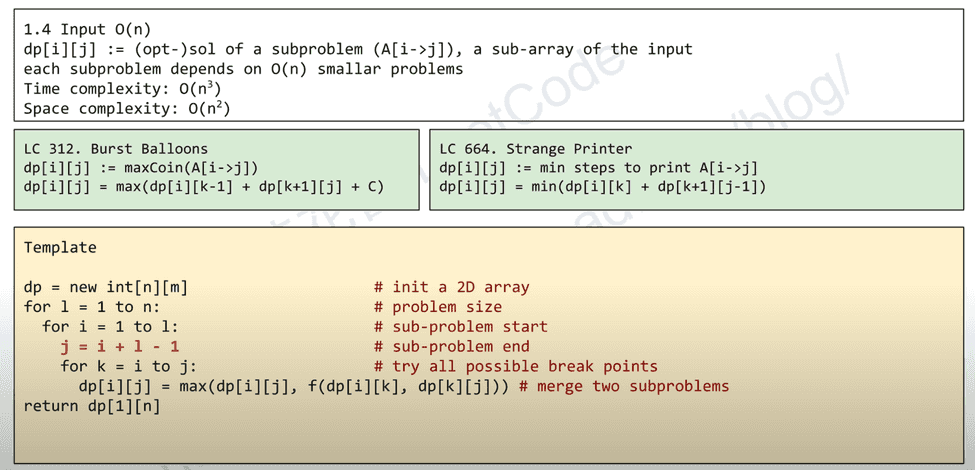 1.4 Input O(n)
dp[i][j] := (opt-)sol of a subproblem (A[i->j]), a sub-array of the input
each subproblem depends on O(n) smallar problems
Time complexity: O(n³)
Space complexity: O(n²)
LC 312. Burst Balloons
dp[i][j] := maxCoin(A[i->j])
dp[i][j] = max(dp[i][k-1] + dp[k+1][j] + C)
LC 664. Strange Printer
dp[i][j] := min steps to print A[i->j]
dp[i][j] = min(dp[i][k] + dp[k+1][j-1])
Template
dp = new int[n][m] # init a 2D array
for l = 1 to n: # problem size
for i = 1 to l: # sub-problem start
j = i + l - 1 # sub-problem end
for k = i to j: # try all possible break points
dp[i][j] = max(dp[i][j], f(dp[i][k], dp[k][j])) # merge two subproblems
return dp[1][n]